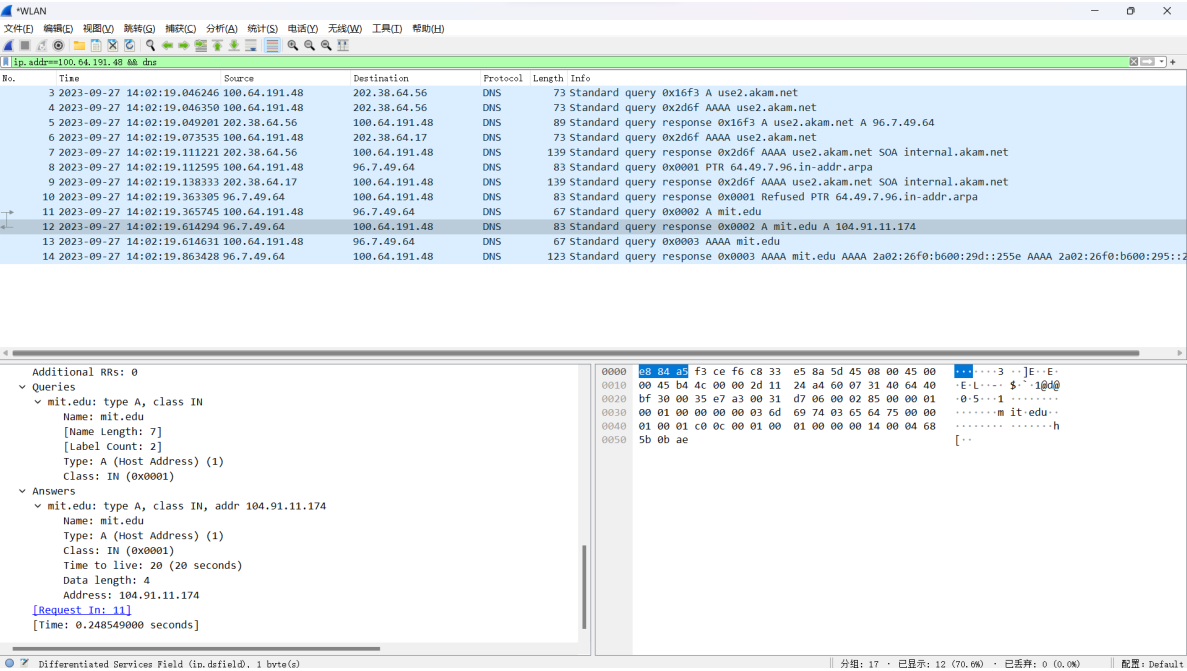 *WLAN
文件(F) 编辑(E) 视图(V) 跳转(G) 捕获(C) 分析(A) 统计(S) 电话(Y) 无线(W) 工具(T) 帮助(H)
ip.addr==100.64.191.48 && dns
No. Time Source Destination Protocol Length Info
3 2023-09-27 14:02:19.046246 100.64.191.48 202.38.64.56 DNS 73 Standard query 0x16f3 A use2.akam.net
4 2023-09-27 14:02:19.046350 100.64.191.48 202.38.64.56 DNS 73 Standard query 0x2d6f AAAA use2.akam.net
5 2023-09-27 14:02:19.049201 202.38.64.56 100.64.191.48 DNS 89 Standard query response 0x16f3 A use2.akam.net A 96.7.49.64
6 2023-09-27 14:02:19.073535 100.64.191.48 202.38.64.17 DNS 73 Standard query 0x2d6f AAAA use2.akam.net
7 2023-09-27 14:02:19.111221 202.38.64.56 100.64.191.48 DNS 139 Standard query response 0x2d6f AAAA use2.akam.net SOA internal.akam.net
8 2023-09-27 14:02:19.112595 100.64.191.48 96.7.49.64 DNS 83 Standard query 0x0001 PTR 64.49.7.96.in-addr.arpa
9 2023-09-27 14:02:19.138333 202.38.64.17 100.64.191.48 DNS 139 Standard query response 0x2d6f AAAA use2.akam.net SOA internal.akam.net
10 2023-09-27 14:02:19.363305 96.7.49.64 100.64.191.48 DNS 83 Standard query response 0x0001 Refused PTR 64.49.7.96.in-addr.arpa
11 2023-09-27 14:02:19.365745 100.64.191.48 96.7.49.64 DNS 67 Standard query 0x0002 A mit.edu
12 2023-09-27 14:02:19.614294 96.7.49.64 100.64.191.48 DNS 83 Standard query response 0x0002 A mit.edu A 104.91.11.174
13 2023-09-27 14:02:19.614631 100.64.191.48 96.7.49.64 DNS 67 Standard query 0x0003 AAAA mit.edu
14 2023-09-27 14:02:19.863428 96.7.49.64 100.64.191.48 DNS 123 Standard query response 0x0003 AAAA mit.edu AAAA 2a02:26f0:b600:29d::255e AAAA 2a02:26f0:b600:295::2
Additional RRs: 0
Queries
mit.edu: type A, class IN
Name: mit.edu
[Name Length: 7]
[Label Count: 2]
Type: A (Host Address) (1)
Class: IN (0x0001)
Answers
mit.edu: type A, class IN, addr 104.91.11.174
Name: mit.edu
Type: A (Host Address) (1)
Class: IN (0x0001)
Time to live: 20 (20 seconds)
Data length: 4
Address: 104.91.11.174
[Request In: 11]
[Time: 0.248549000 seconds]
0000 e8 84 a5 f3 ce f6 c8 33 e5 8a 5d 45 08 00 45 00 ·······3 ··]E··E·
0010 00 45 b4 4c 00 00 2d 11 24 a4 60 07 31 40 64 40 ·E·L··-· $·`·1@d@
0020 bf 30 00 35 e7 a3 00 31 d7 06 00 02 85 00 00 01 ·0·5···1 ········
0030 00 01 00 00 00 00 03 6d 69 74 03 65 64 75 00 00 ·······m it·edu··
0040 01 00 01 c0 0c 00 01 00 01 00 00 00 14 00 04 68 ········ ·······h
0050 5b 0b ae [··
Differentiated Services Field (ip.dsfield), 1 byte(s)
分组: 17 · 已显示: 12 (70.6%) · 已丢弃: 0 (0.0%)
配置: Default